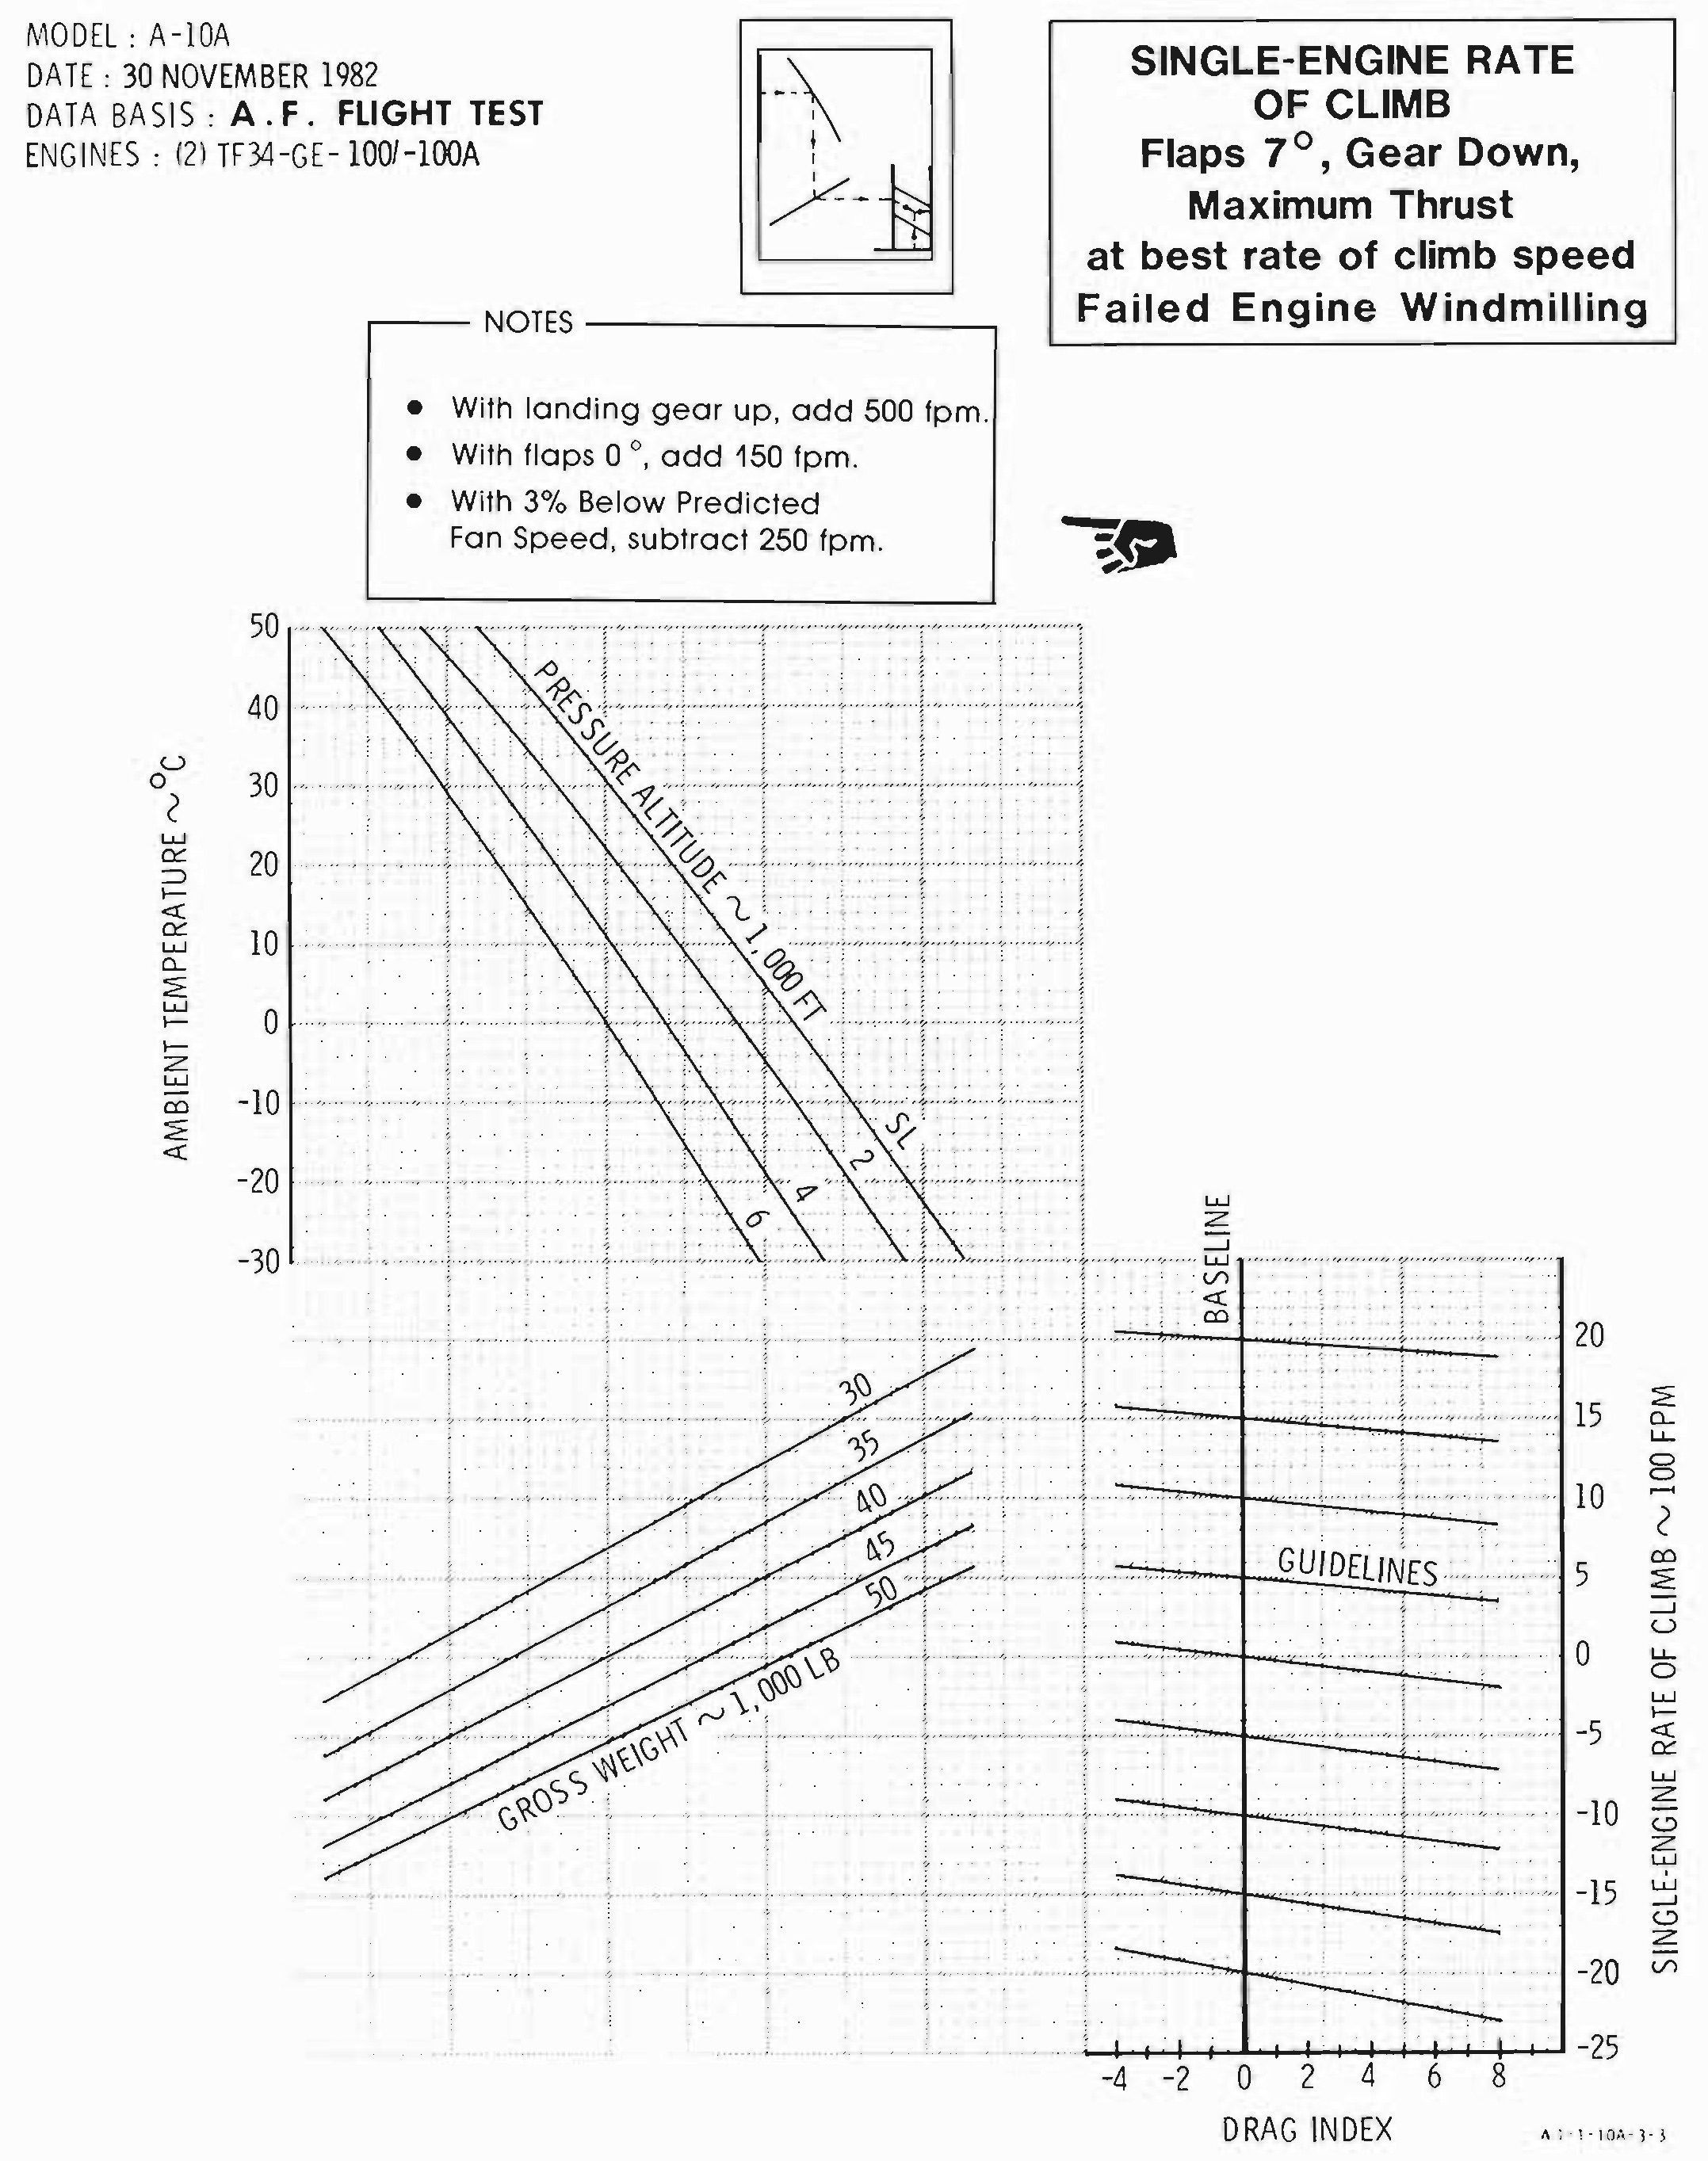 MODEL : A-10A
DATE : 30 NOVEMBER 1982
DATA BASIS : A.F. FLIGHT TEST
ENGINES : (2) TF34-GE-100/-100A
SINGLE-ENGINE RATE
OF CLIMB
Flaps 7°, Gear Down,
Maximum Thrust
at best rate of climb speed
Failed Engine Windmilling
NOTES
● With landing gear up, add 500 fpm.
● With flaps 0°, add 150 fpm.
● With 3% Below Predicted
Fan Speed, subtract 250 fpm.
AMBIENT TEMPERATURE ~ °C
50
40
30
20
10
0
-10
-20
-30
PRESSURE ALTITUDE ~ 1,000 FT
SL
2
4
6
BASELINE
30
35
40
45
50
GROSS WEIGHT ~ 1,000 LB
GUIDELINES
20
15
10
5
0
-5
-10
-15
-20
-25
SINGLE-ENGINE RATE OF CLIMB ~ 100 FPM
-4 -2 0 2 4 6 8
DRAG INDEX
A1-1-10A-3-3